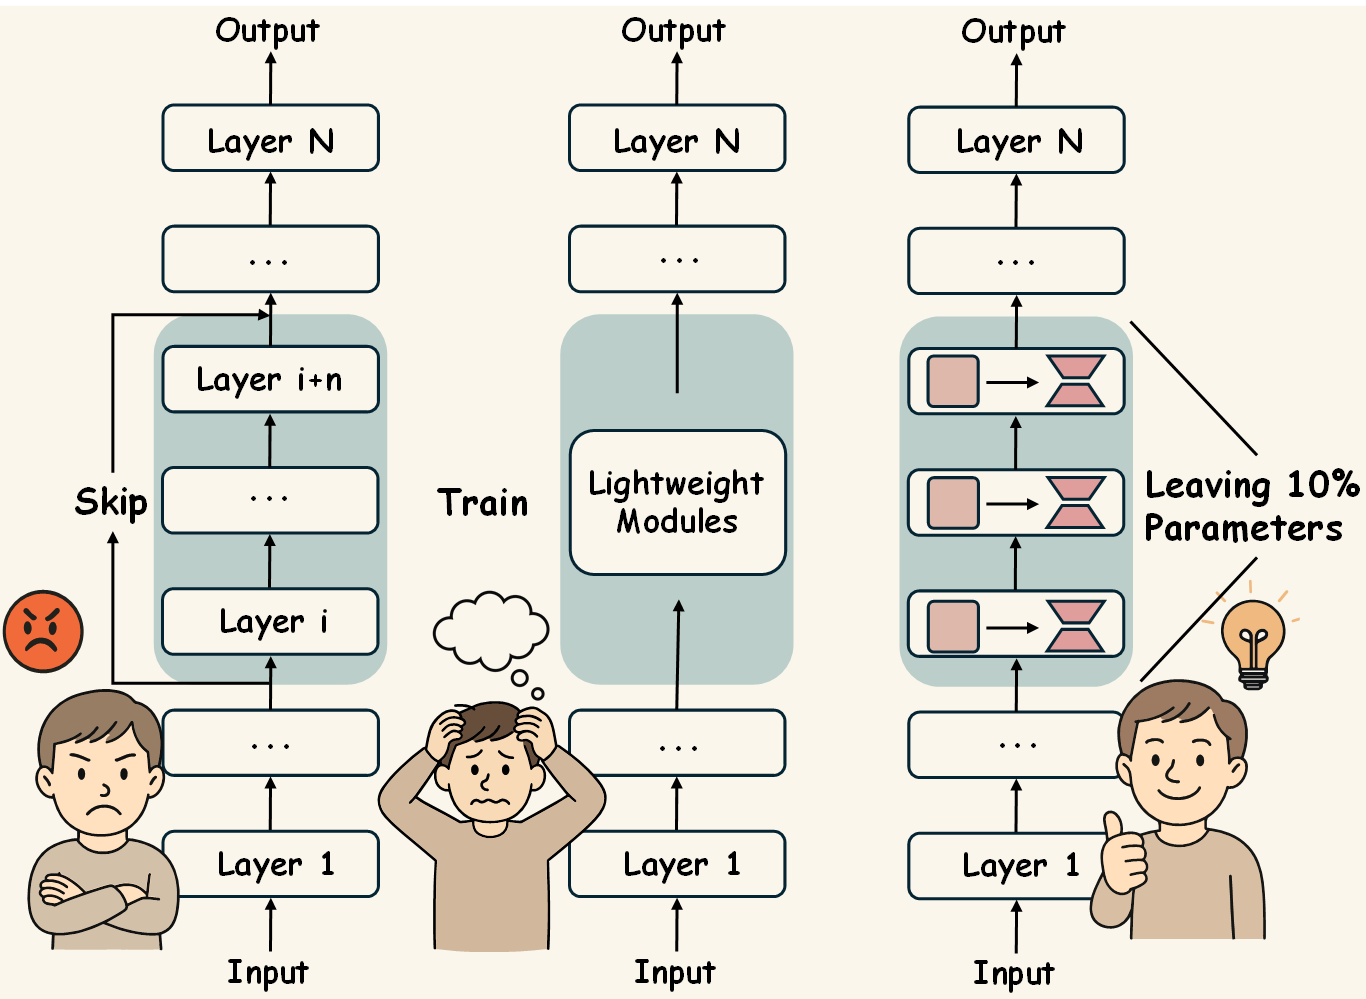 Output
Layer N
...
Layer i+n
...
Layer i
...
Layer 1
Input
Skip
Train
Output
Layer N
...
Lightweight
Modules
...
Layer 1
Input
Output
Layer N
...
Leaving 10%
Parameters
...
Layer 1
Input